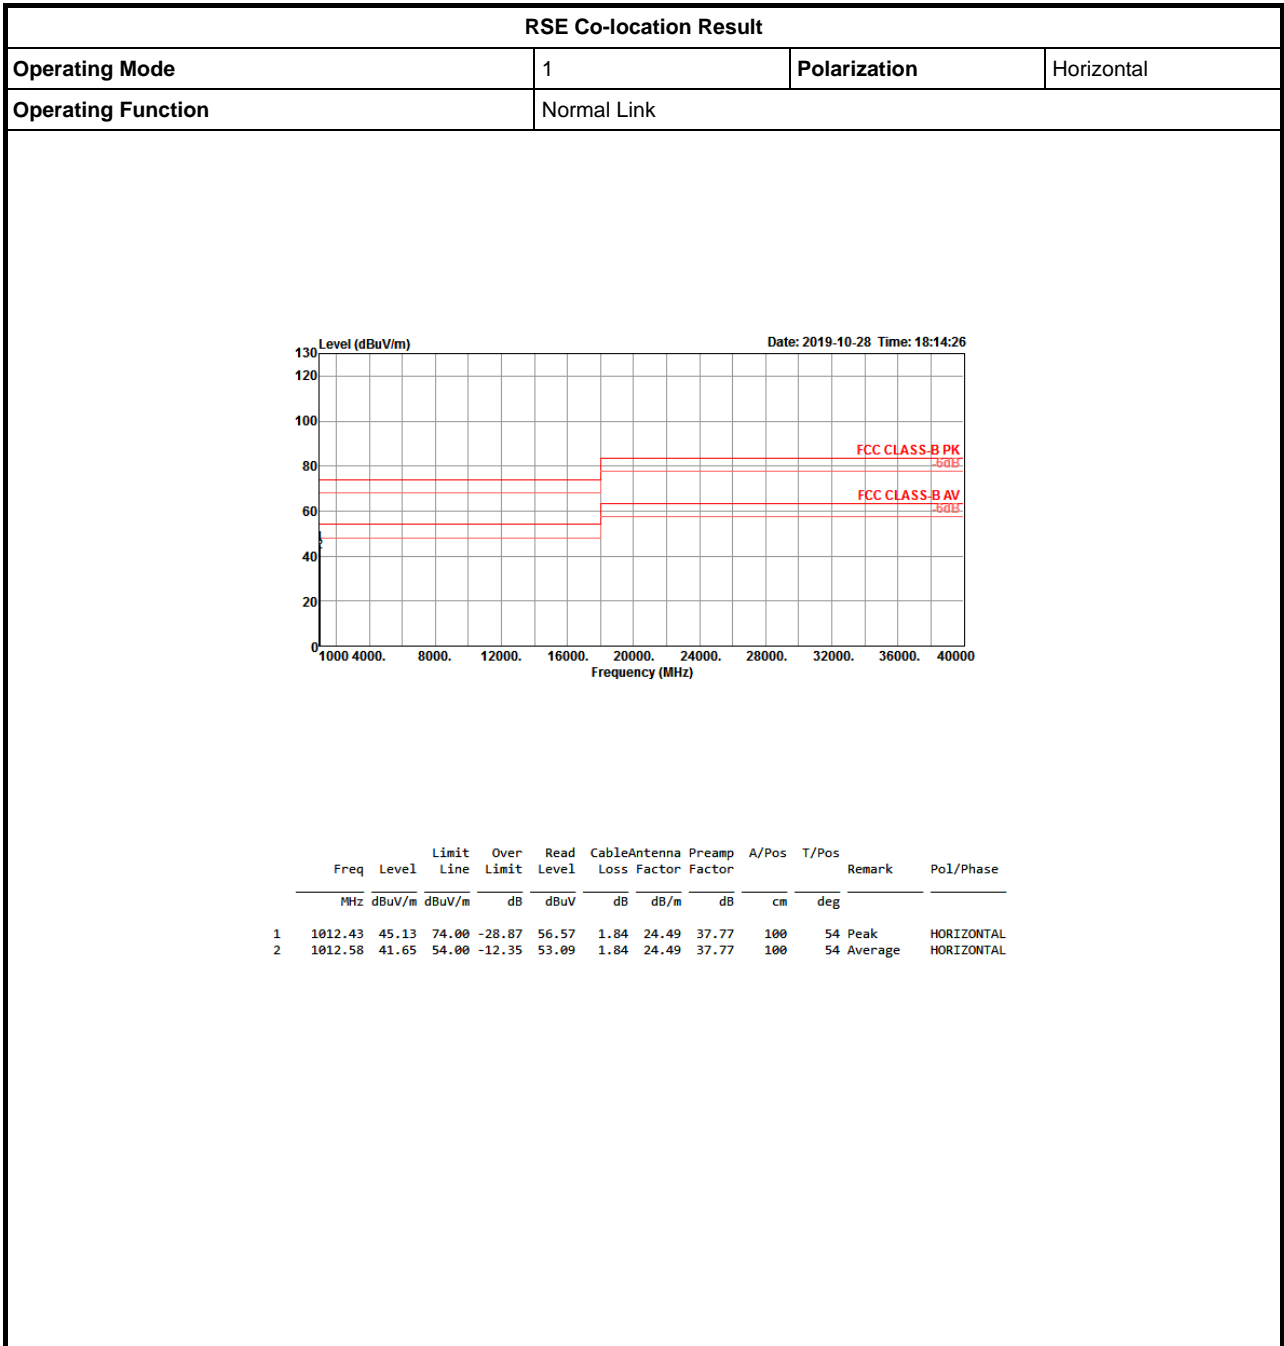 RSE Co-location Result
Operating Mode 1 Polarization Horizontal
Operating Function Normal Link
Level (dBuV/m) Date: 2019-10-28 Time: 18:14:26
130
120
100
80
60
40
20
0
FCC CLASS-B PK
-6dB
FCC CLASS-B AV
-6dB
1000 4000. 8000. 12000. 16000. 20000. 24000. 28000. 32000. 36000. 40000
Frequency (MHz)
Limit Over Read CableAntenna Preamp A/Pos T/Pos
Freq Level Line Limit Level Loss Factor Factor Remark Pol/Phase
MHz dBuV/m dBuV/m dB dBuV dB dB/m dB cm deg
1 1012.43 45.13 74.00 -28.87 56.57 1.84 24.49 37.77 100 54 Peak HORIZONTAL
2 1012.58 41.65 54.00 -12.35 53.09 1.84 24.49 37.77 100 54 Average HORIZONTAL